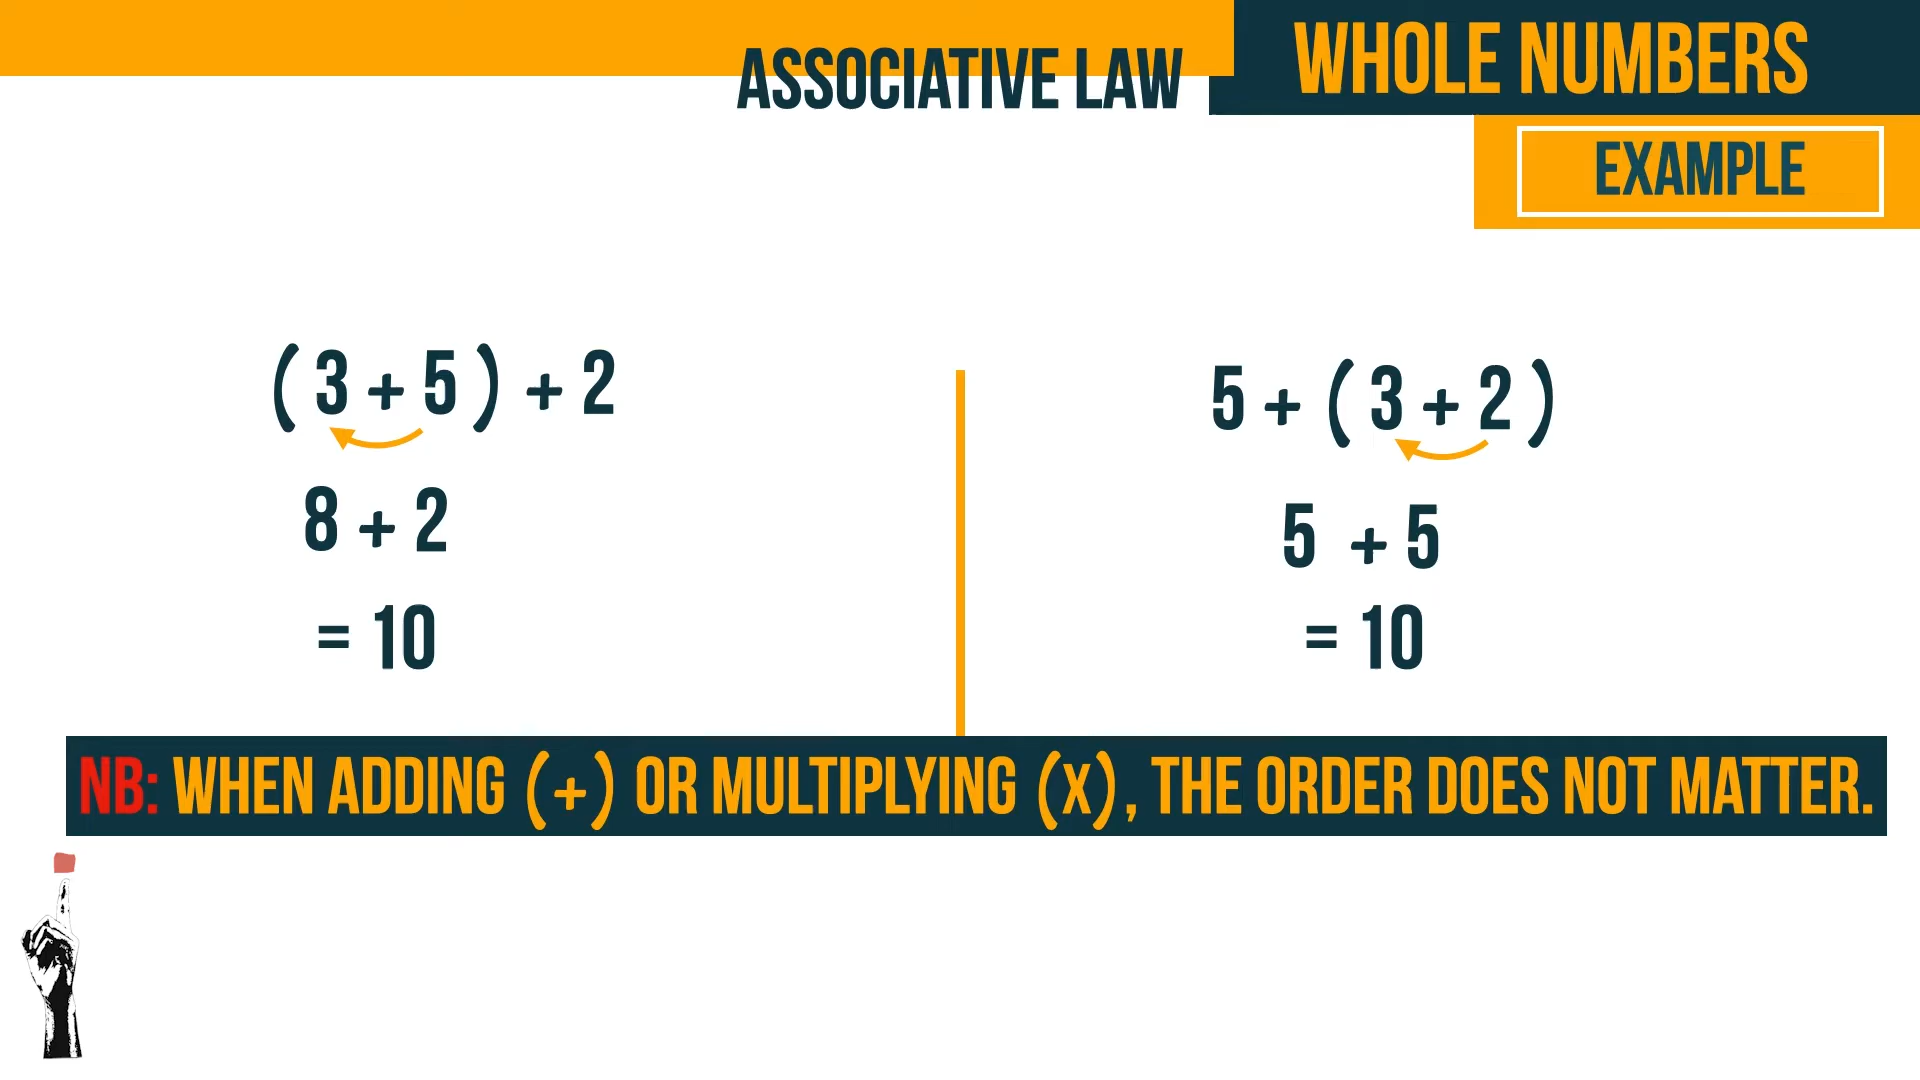 ASSOCIATIVE LAW
WHOLE NUMBERS
EXAMPLE
( 3 + 5 ) + 2
8 + 2
= 10
5 + ( 3 + 2 )
5 + 5
= 10
NB: WHEN ADDING (+) OR MULTIPLYING (X), THE ORDER DOES NOT MATTER.